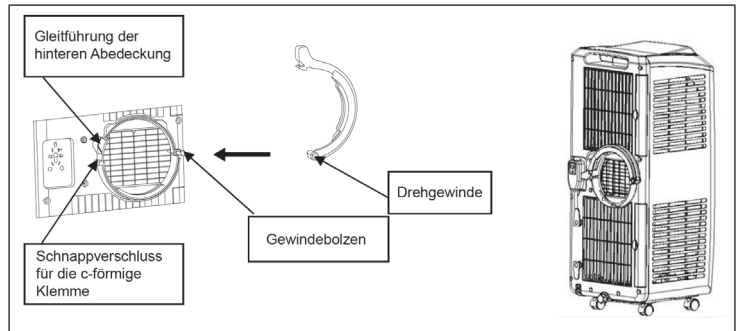 Gleitführung der
hinteren Abedeckung
Drehgewinde
Gewindebolzen
Schnappverschluss
für die c-förmige
Klemme